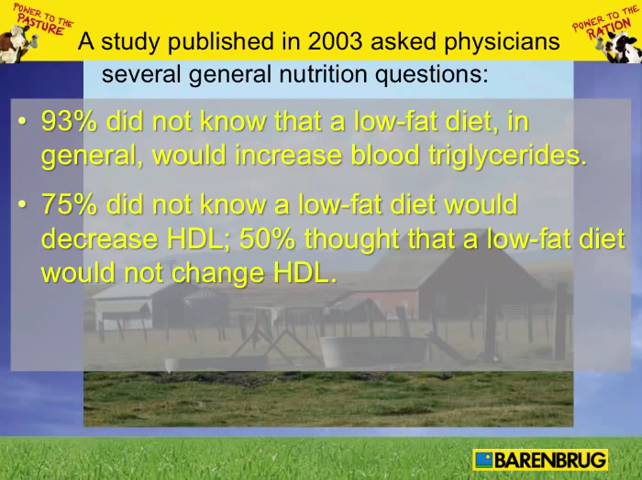 POWER TO THE
PASTURE
POWER TO THE
RATION
A study published in 2003 asked physicians
several general nutrition questions:
• 93% did not know that a low-fat diet, in
general, would increase blood triglycerides.
• 75% did not know a low-fat diet would
decrease HDL; 50% thought that a low-fat diet
would not change HDL.
BARENBRUG